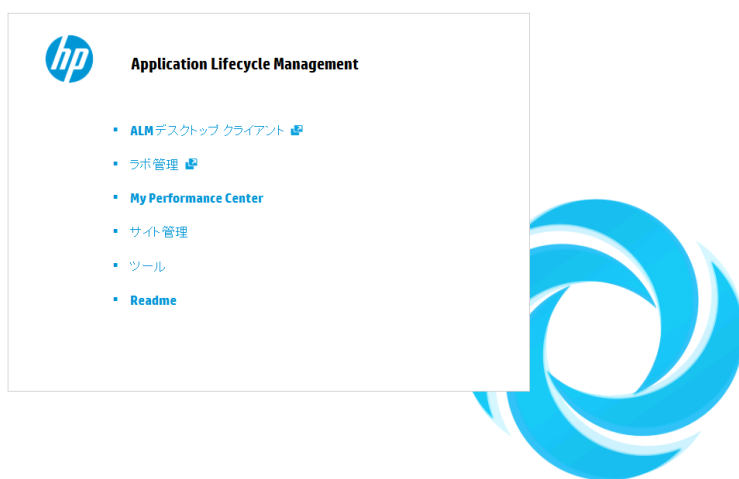 hp
Application Lifecycle Management
ALMデスクトップ クライアント
ラボ管理
My Performance Center
サイト管理
ツール
Readme